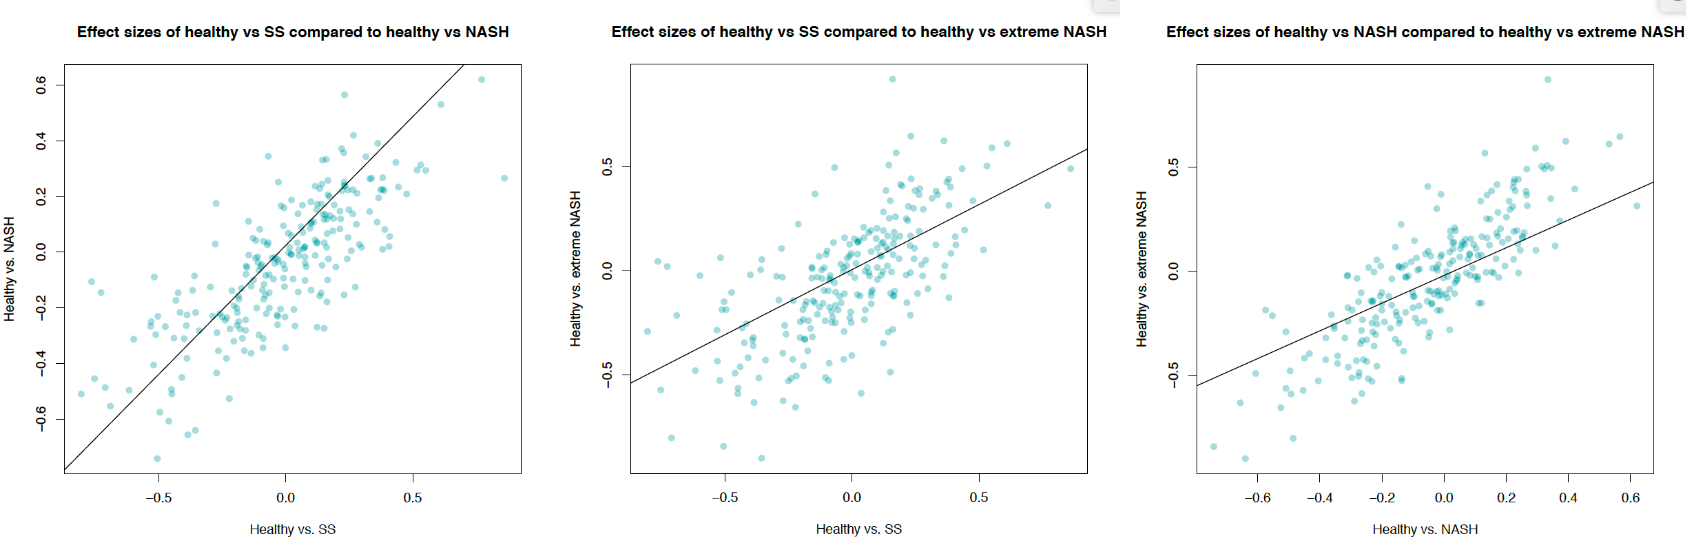 Effect sizes of healthy vs SS compared to healthy vs NASH
0.6
0.4
0.2
0.0
−0.2
−0.4
−0.6
Healthy vs. NASH
−0.5
0.0
0.5
Healthy vs. SS
Effect sizes of healthy vs SS compared to healthy vs extreme NASH
0.5
0.0
−0.5
Healthy vs. extreme NASH
−0.5
0.0
0.5
Healthy vs. SS
Effect sizes of healthy vs NASH compared to healthy vs extreme NASH
0.5
0.0
−0.5
Healthy vs. extreme NASH
−0.6
−0.4
−0.2
0.0
0.2
0.4
0.6
Healthy vs. NASH